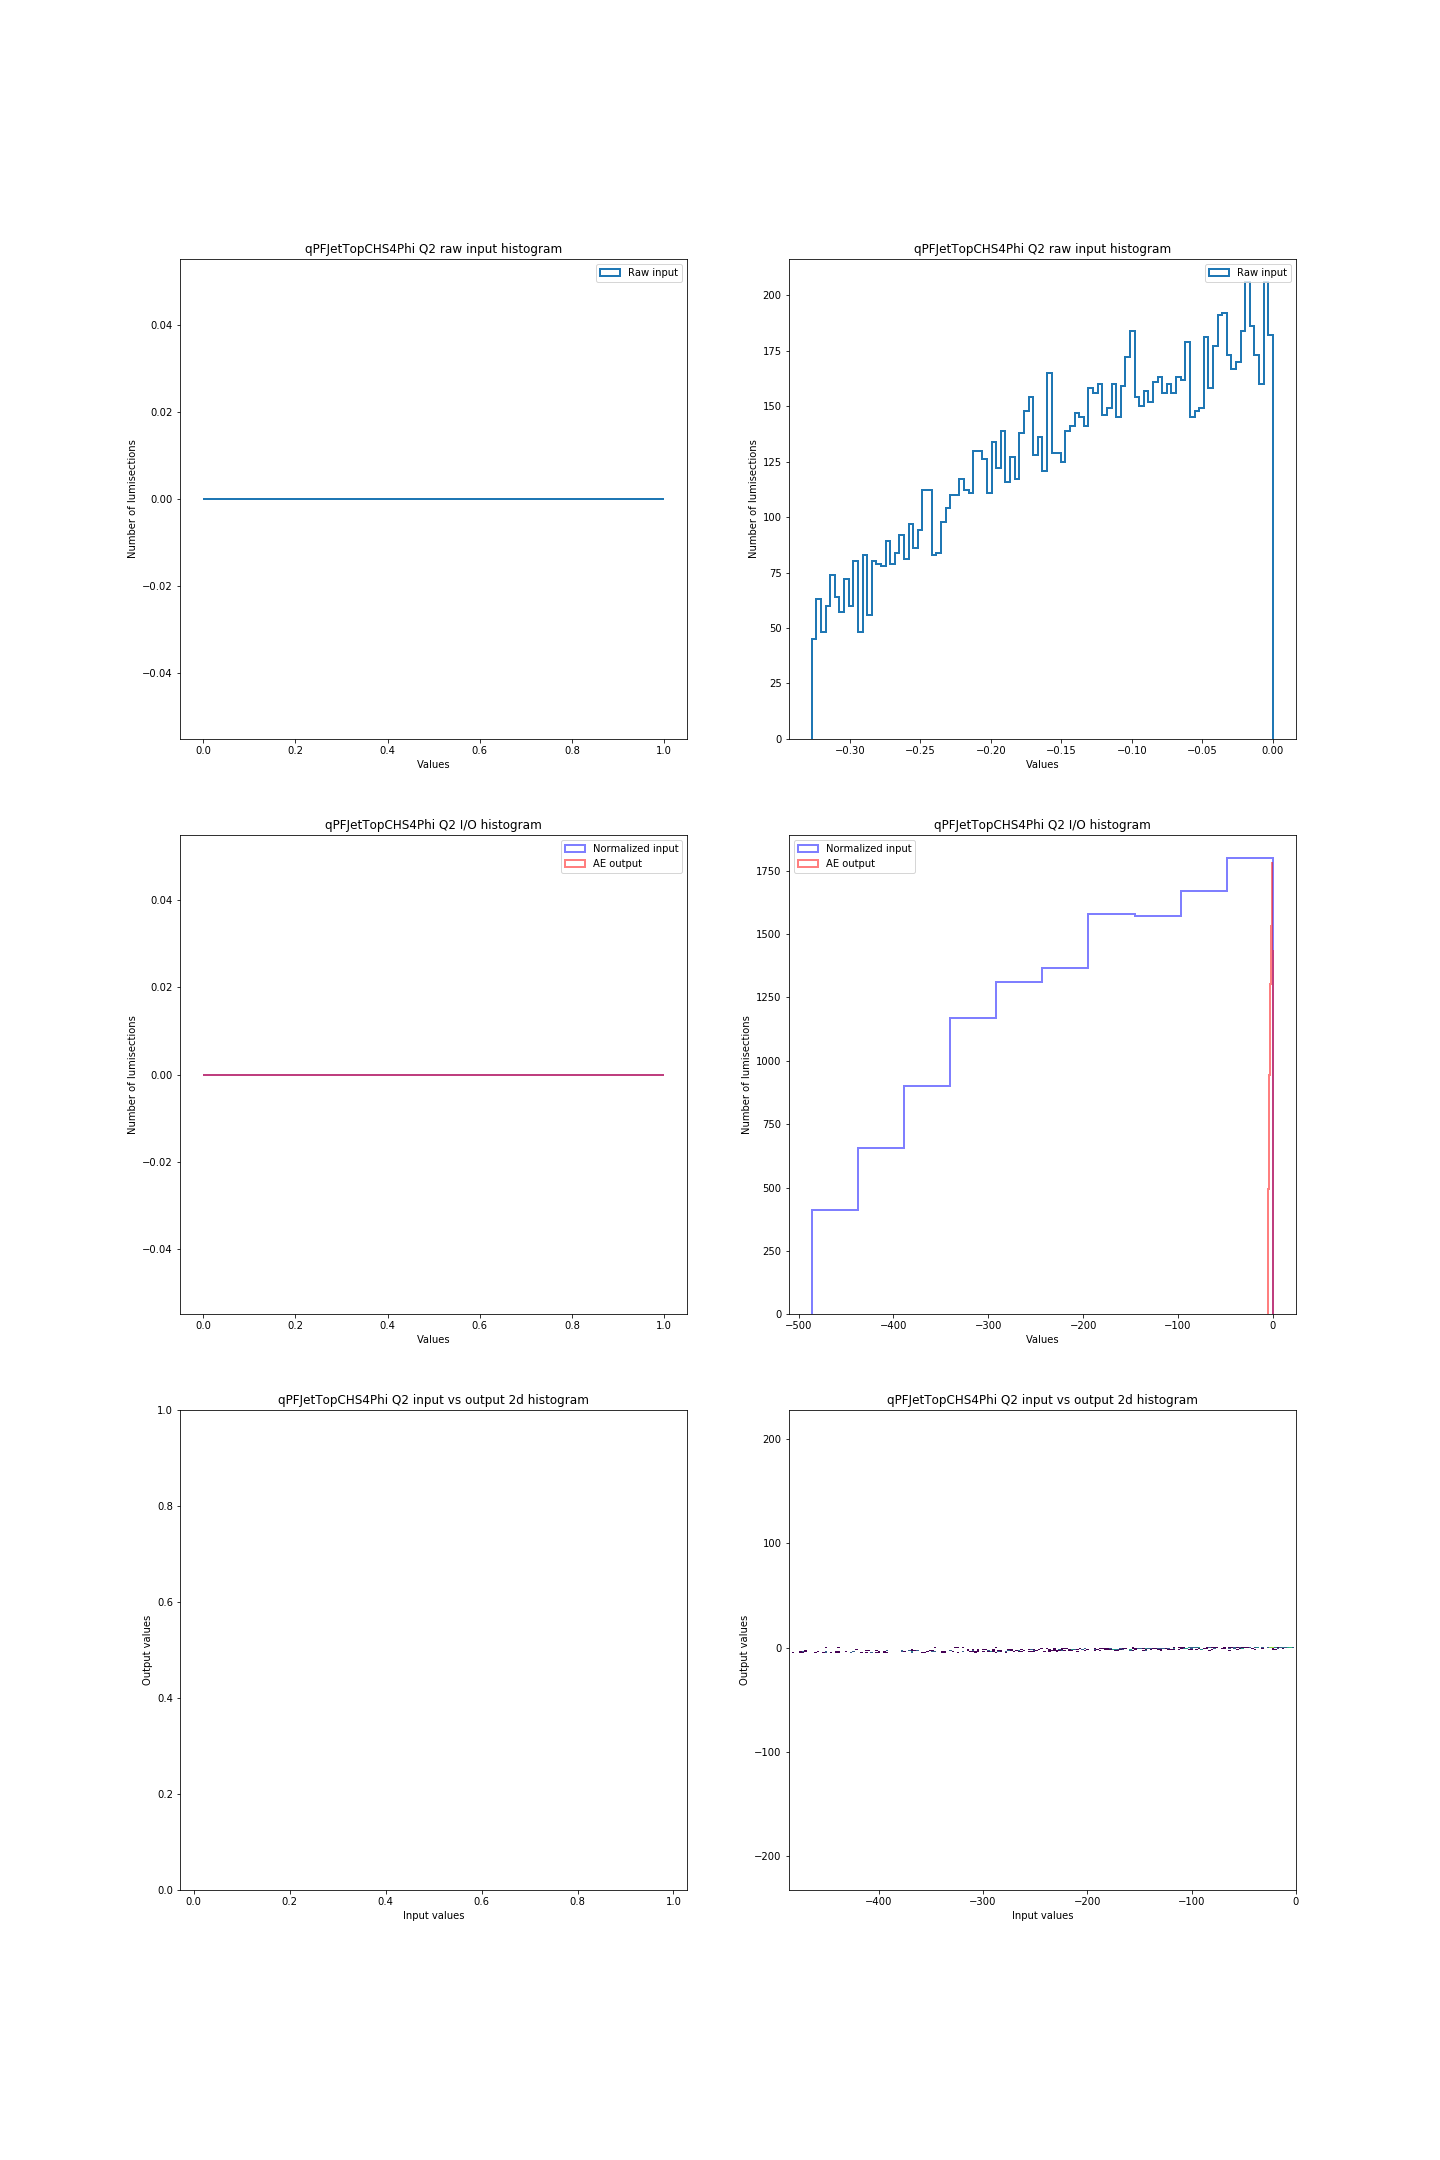 qPFJetTopCHS4Phi Q2 raw input histogram
Raw input
0.04
0.02
0.00
−0.02
−0.04
Number of lumisections
0.0 0.2 0.4 0.6 0.8 1.0
Values
qPFJetTopCHS4Phi Q2 raw input histogram
Raw input
200
175
150
125
100
75
50
25
0
Number of lumisections
−0.30 −0.25 −0.20 −0.15 −0.10 −0.05 0.00
Values
qPFJetTopCHS4Phi Q2 I/O histogram
Normalized input
AE output
0.04
0.02
0.00
−0.02
−0.04
Number of lumisections
0.0 0.2 0.4 0.6 0.8 1.0
Values
qPFJetTopCHS4Phi Q2 I/O histogram
Normalized input
AE output
1750
1500
1250
1000
750
500
250
0
Number of lumisections
−500 −400 −300 −200 −100 0
Values
qPFJetTopCHS4Phi Q2 input vs output 2d histogram
1.0
0.8
0.6
0.4
0.2
0.0
Output values
0.0 0.2 0.4 0.6 0.8 1.0
Input values
qPFJetTopCHS4Phi Q2 input vs output 2d histogram
200
100
0
−100
−200
Output values
−400 −300 −200 −100 0
Input values